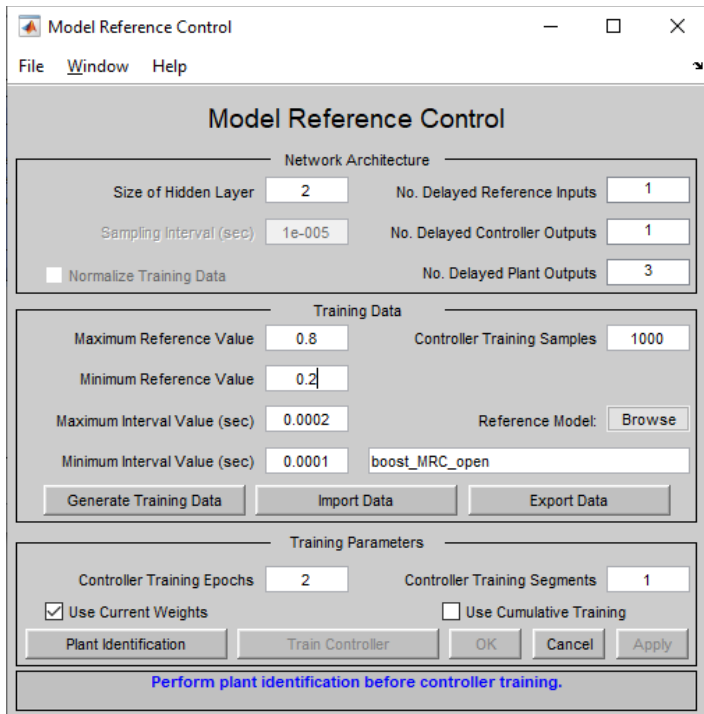 Model Reference Control
File Window Help
Model Reference Control
Network Architecture
Size of Hidden Layer 2 No. Delayed Reference Inputs 1
Sampling Interval (sec) 1e-005 No. Delayed Controller Outputs 1
Normalize Training Data No. Delayed Plant Outputs 3
Training Data
Maximum Reference Value 0.8 Controller Training Samples 1000
Minimum Reference Value 0.2
Maximum Interval Value (sec) 0.0002 Reference Model: Browse
Minimum Interval Value (sec) 0.0001 boost_MRC_open
Generate Training Data Import Data Export Data
Training Parameters
Controller Training Epochs 2 Controller Training Segments 1
Use Current Weights Use Cumulative Training
Plant Identification Train Controller OK Cancel Apply
Perform plant identification before controller training.